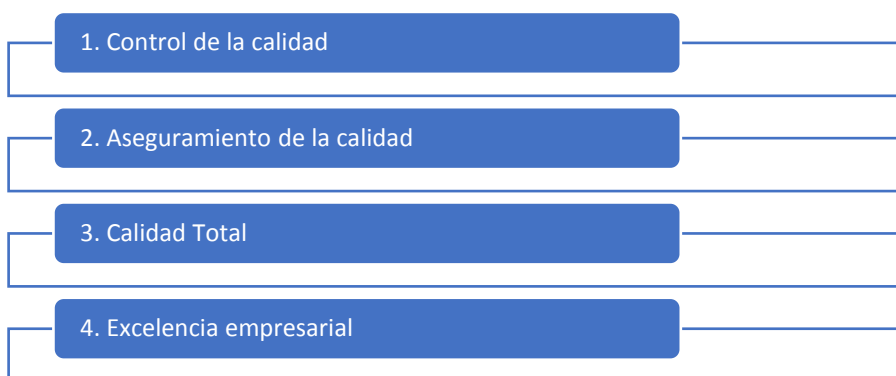 1. Control de la calidad
2. Aseguramiento de la calidad
3. Calidad Total
4. Excelencia empresarial